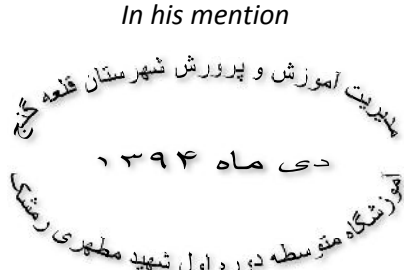 In his mention
مدیریت آموزش و پرورش شهرستان قلعه گنج
دی ماه ۱۳۹۴
آموزشگاه متوسطه دوره اول شهید مطهری رمشک